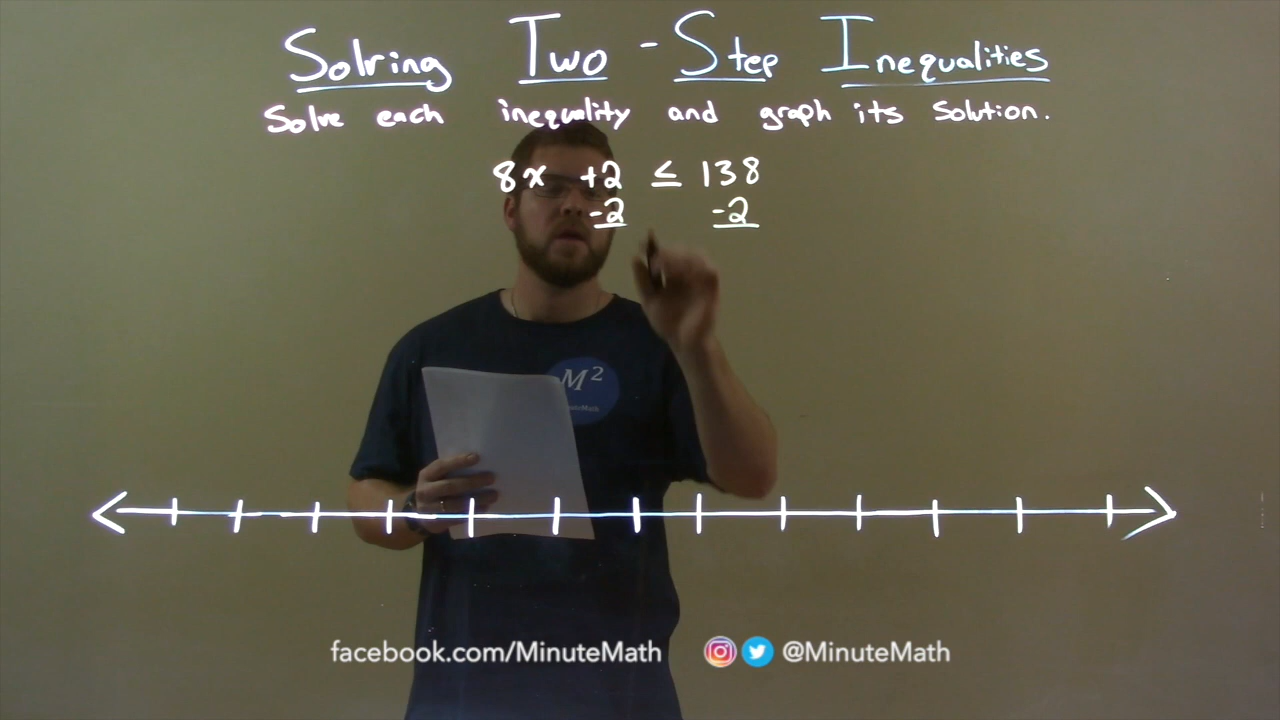 Solving Two-Step Inequalities
Solve each inequality and graph its solution.
8x +2 ≤ 138
-2 -2
M²
facebook.com/MinuteMath @MinuteMath